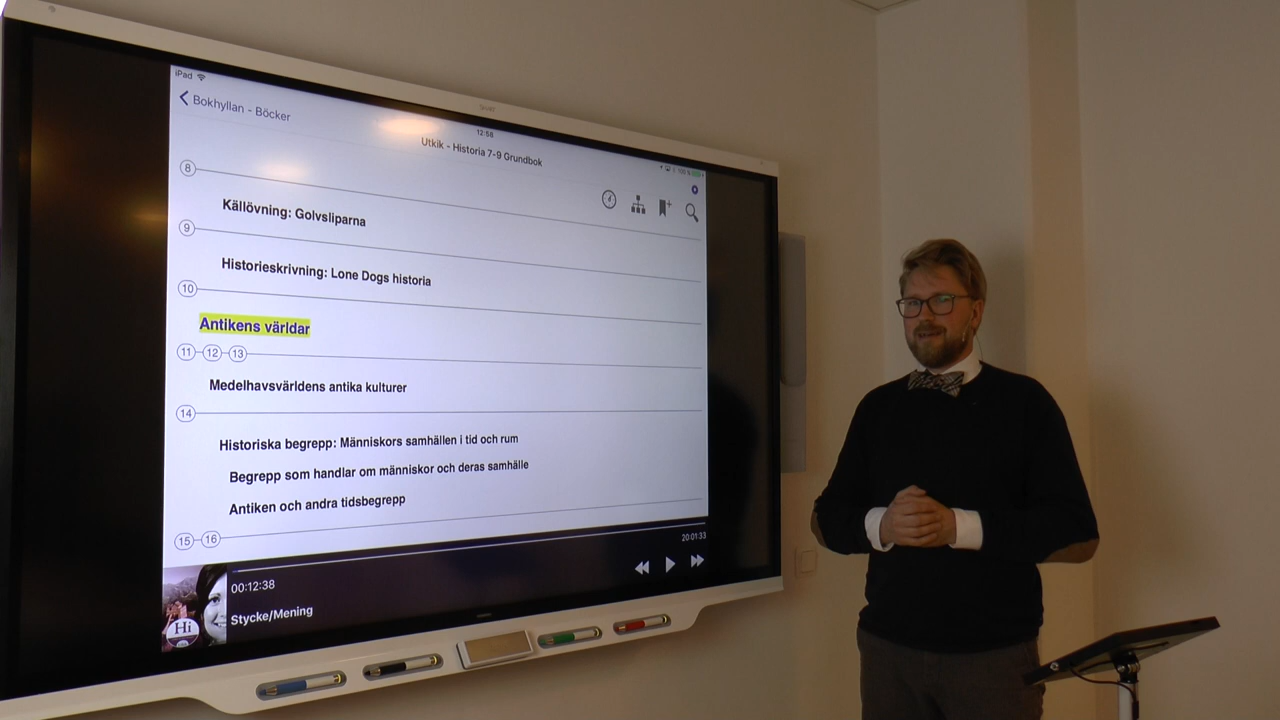 SMART
iPad
12:58
Bokhyllan - Böcker
Utkik - Historia 7-9 Grundbok
8
Källövning: Golvsliparna
9
Historieskrivning: Lone Dogs historia
10
Antikens världar
11 12 13
Medelhavsvärldens antika kulturer
14
Historiska begrepp: Människors samhällen i tid och rum
Begrepp som handlar om människor och deras samhälle
Antiken och andra tidsbegrepp
15 16
20:01:33
00:12:38
Stycke/Mening
Hi